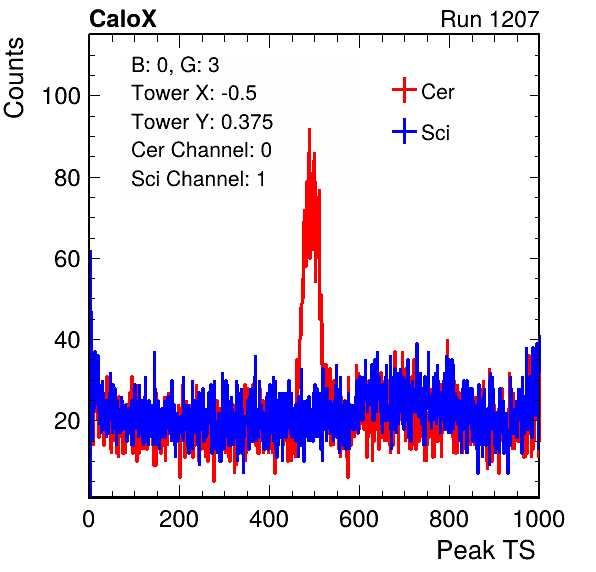 CaloX Run 1207
Counts
B: 0, G: 3
Tower X: -0.5
Tower Y: 0.375
Cer Channel: 0
Sci Channel: 1
Cer
Sci
100
80
60
40
20
0 200 400 600 800 1000
Peak TS